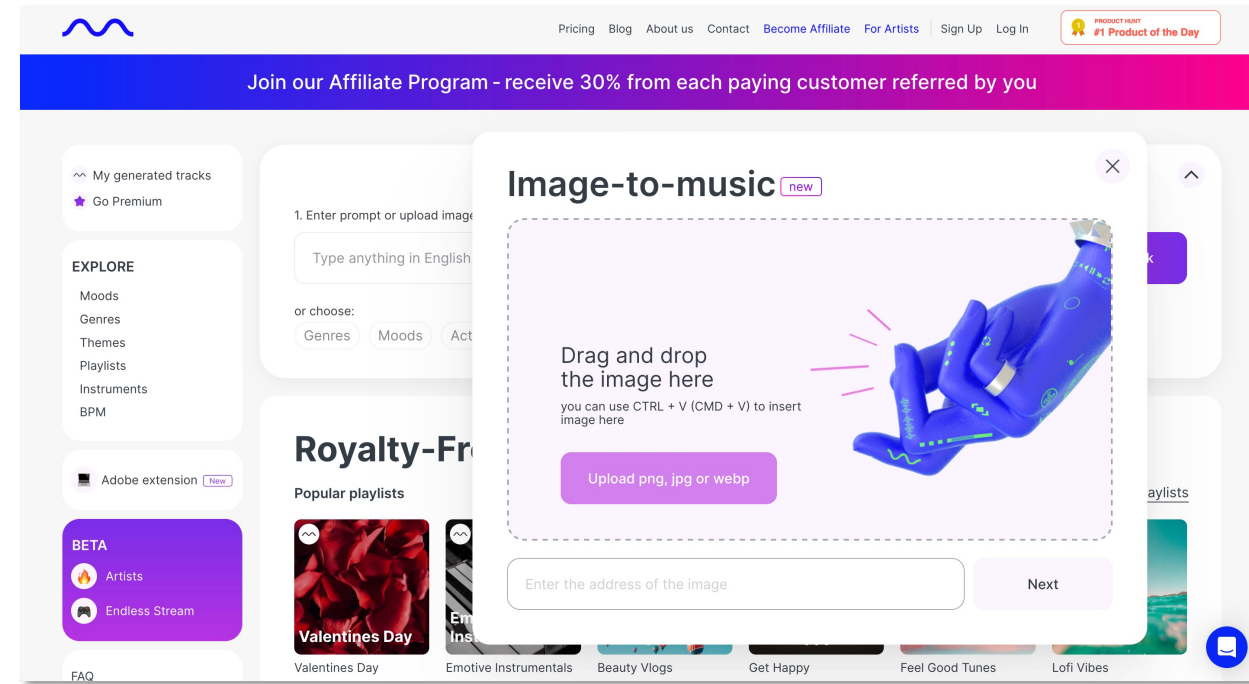 Pricing Blog About us Contact Become Affiliate For Artists Sign Up Log In
PRODUCT HUNT
#1 Product of the Day
Join our Affiliate Program - receive 30% from each paying customer referred by you
My generated tracks
Go Premium
EXPLORE
Moods
Genres
Themes
Playlists
Instruments
BPM
Adobe extension New
BETA
Artists
Endless Stream
FAQ
1. Enter prompt or upload image
Type anything in English
or choose:
Genres Moods Act
Royalty-Fr
Popular playlists
aylists
Valentines Day
Em
Ins
Valentines Day
Emotive Instrumentals
Beauty Vlogs
Get Happy
Feel Good Tunes
Lofi Vibes
Image-to-music new
Drag and drop
the image here
you can use CTRL + V (CMD + V) to insert
image here
Upload png, jpg or webp
Enter the address of the image
Next